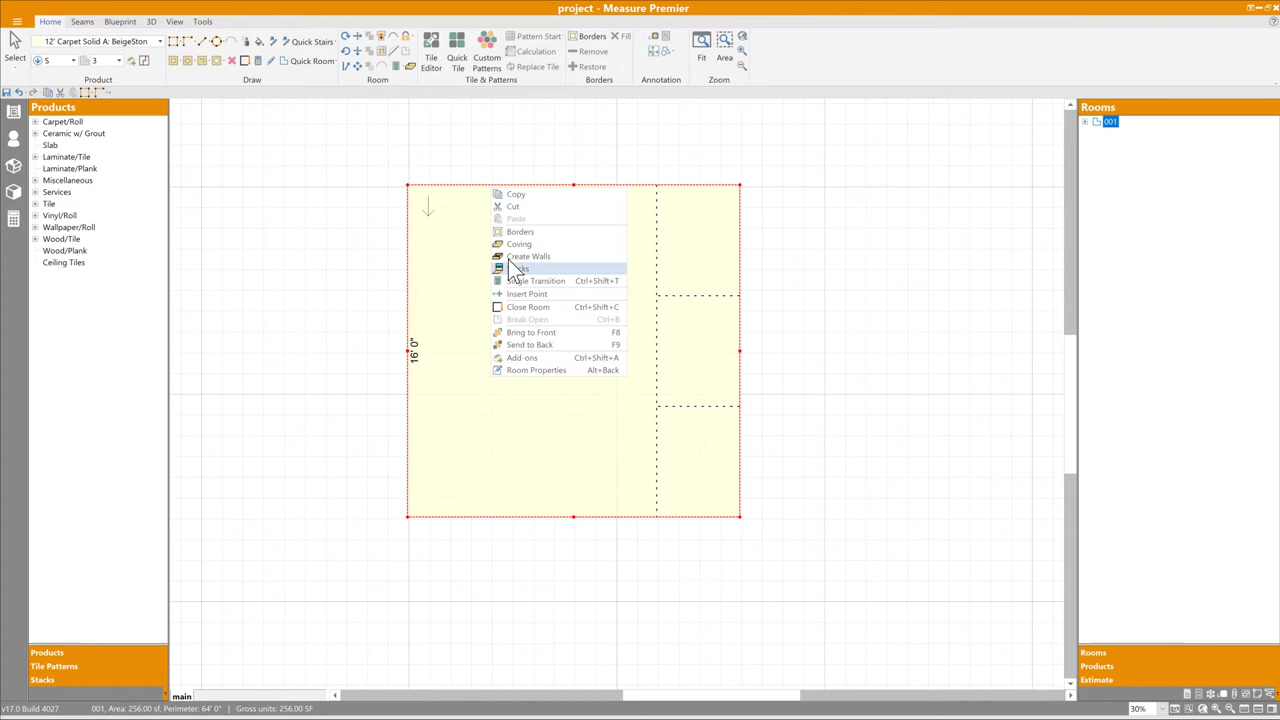 project - Measure Premier
Home Seams Blueprint 3D View Tools
12' Carpet Solid A: BeigeSton
Quick Stairs
Pattern Start
Borders Fill
Calculation
Remove
Select
S 3
Quick Room
Tile Editor
Quick Tile
Custom Patterns
Replace Tile
Restore
Fit Area
Product Draw Room Tile & Patterns Borders Annotation Zoom
Products
Carpet/Roll
Ceramic w/ Grout
Slab
Laminate/Tile
Laminate/Plank
Miscellaneous
Services
Tile
Vinyl/Roll
Wallpaper/Roll
Wood/Tile
Wood/Plank
Ceiling Tiles
Products
Tile Patterns
Stacks
16' 0"
Copy
Cut
Paste
Borders
Coving
Create Walls
Single Transition Ctrl+Shift+T
Insert Point
Close Room Ctrl+Shift+C
Break Open Ctrl+B
Bring to Front F8
Send to Back F9
Add-ons Ctrl+Shift+A
Room Properties Alt+Back
Rooms
001
Rooms
Products
Estimate
main
v17.0 Build 4027 001, Area: 256.00 SF, Perimeter: 64' 0" Gross units: 256.00 SF 30%